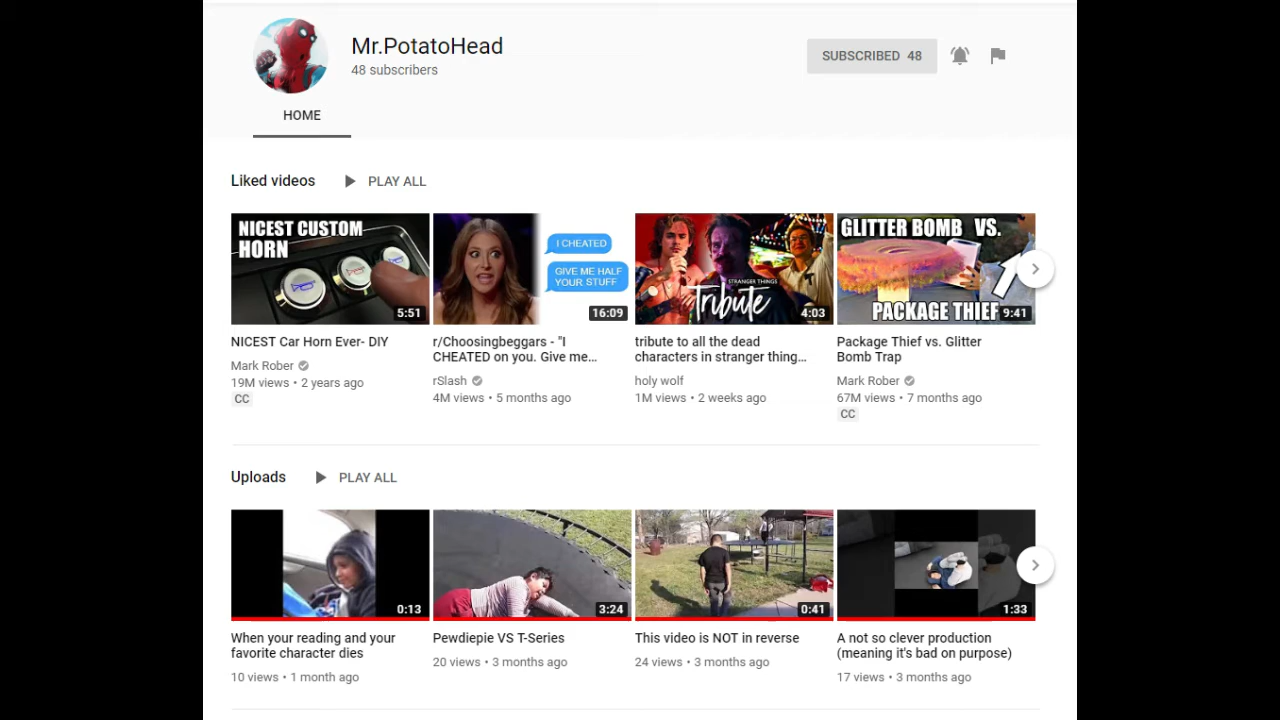 Mr.PotatoHead
48 subscribers
SUBSCRIBED 48
HOME
Liked videos
PLAY ALL
NICEST CUSTOM
HORN
5:51
I CHEATED
GIVE ME HALF
YOUR STUFF
16:09
STRANGER THINGS
Tribute
4:03
GLITTER BOMB VS.
PACKAGE THIEF
9:41
NICEST Car Horn Ever- DIY
Mark Rober
19M views • 2 years ago
CC
r/Choosingbeggars - "I
CHEATED on you. Give me...
rSlash
4M views • 5 months ago
tribute to all the dead
characters in stranger thing...
holy wolf
1M views • 2 weeks ago
Package Thief vs. Glitter
Bomb Trap
Mark Rober
67M views • 7 months ago
CC
Uploads
PLAY ALL
0:13
3:24
0:41
1:33
When your reading and your
favorite character dies
10 views • 1 month ago
Pewdiepie VS T-Series
20 views • 3 months ago
This video is NOT in reverse
24 views • 3 months ago
A not so clever production
(meaning it's bad on purpose)
17 views • 3 months ago